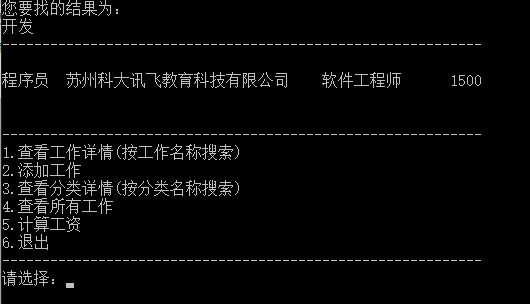 您要找的结果为:
开发
------------------------------------------------------------
程序员  苏州科大讯飞教育科技有限公司    软件工程师      1500
------------------------------------------------------------
1.查看工作详情(按工作名称搜索)
2.添加工作
3.查看分类详情(按分类名称搜索)
4.查看所有工作
5.计算工资
6.退出
------------------------------------------------------------
请选择: